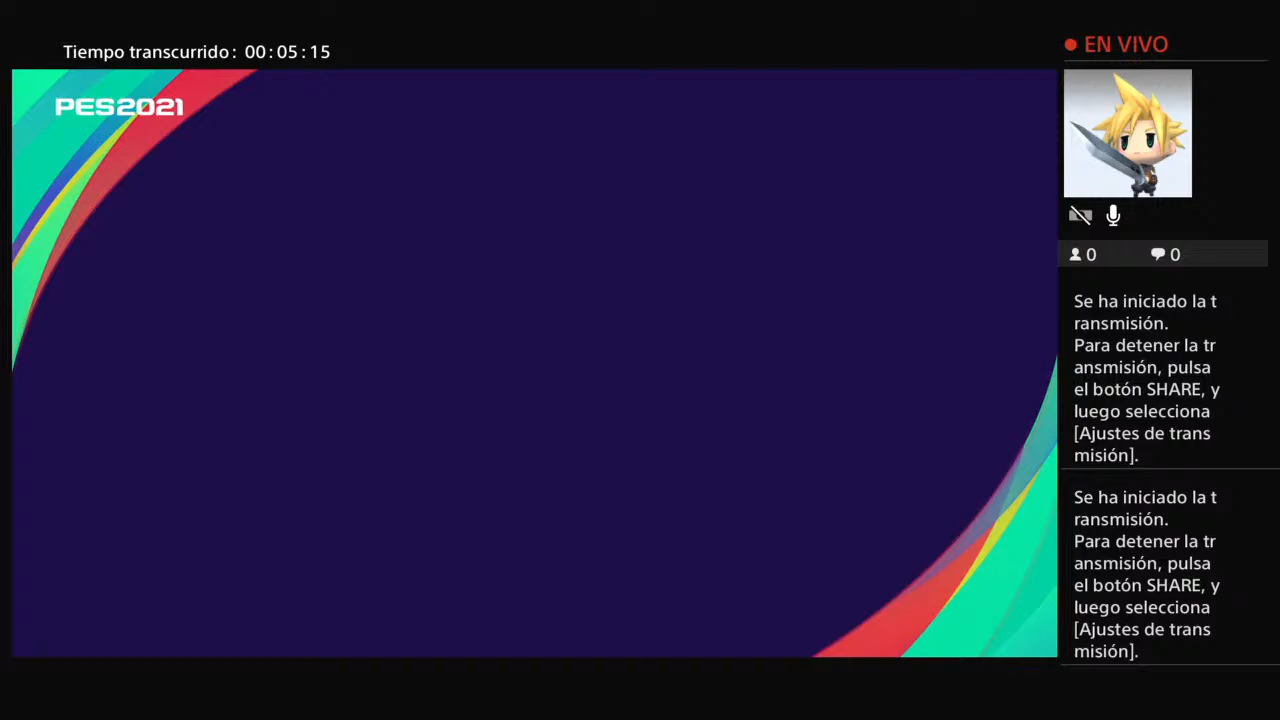 Tiempo transcurrido: 00:05:15
EN VIVO
PES2021
0
0
Se ha iniciado la t
ransmisión.
Para detener la tr
ansmisión, pulsa
el botón SHARE, y
luego selecciona
[Ajustes de trans
misión].
Se ha iniciado la t
ransmisión.
Para detener la tr
ansmisión, pulsa
el botón SHARE, y
luego selecciona
[Ajustes de trans
misión].